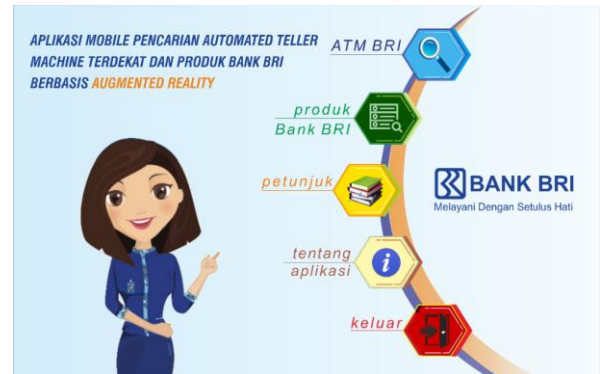 APLIKASI MOBILE PENCARIAN AUTOMATED TELLER
MACHINE TERDEKAT DAN PRODUK BANK BRI
BERBASIS AUGMENTED REALITY
ATM BRI
produk
Bank BRI
petunjuk
BANK BRI
Melayani Dengan Setulus Hati
tentang
aplikasi
i
keluar